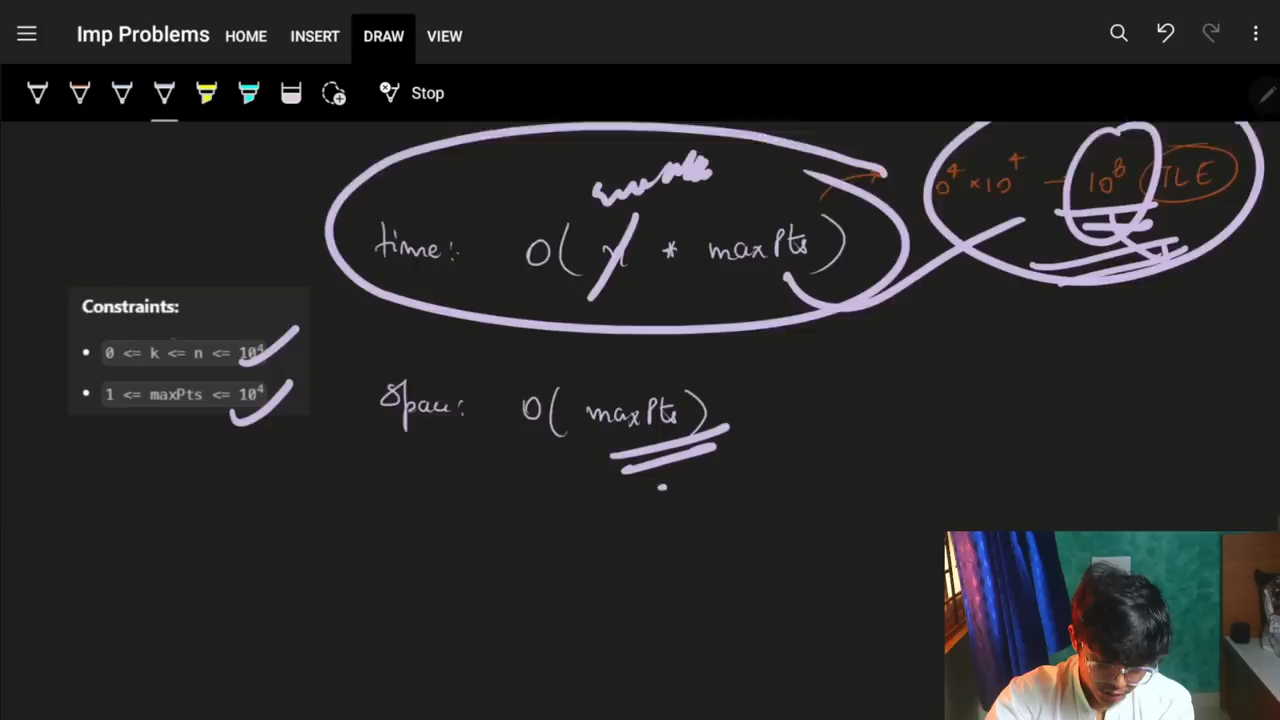 Imp Problems HOME INSERT DRAW VIEW
Stop
10^4 × 10^4 – 10^8 TLE
time: O( n * maxPts )
Constraints:
0 <= k <= n <= 10^4
1 <= maxPts <= 10^4
Space: O( maxPts )